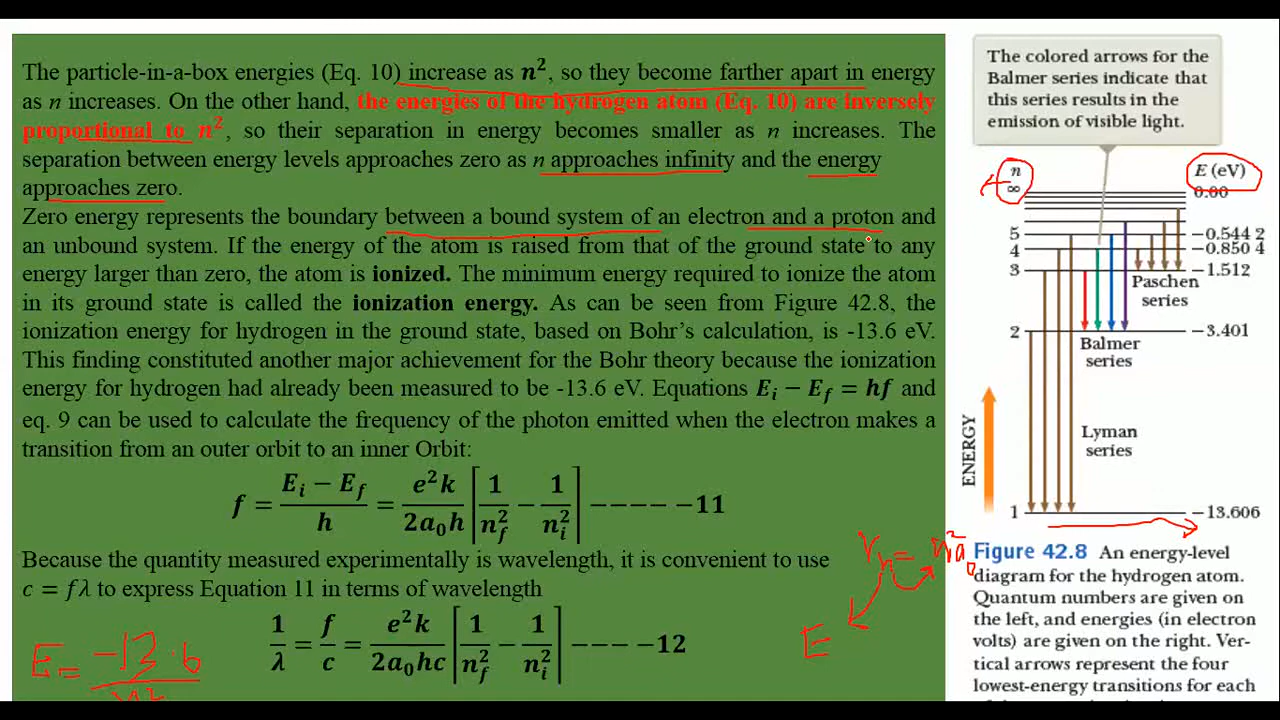 The particle-in-a-box energies (Eq. 10) increase as n², so they become farther apart in energy
as n increases. On the other hand, the energies of the hydrogen atom (Eq. 10) are inversely
proportional to n², so their separation in energy becomes smaller as n increases. The
separation between energy levels approaches zero as n approaches infinity and the energy
approaches zero.
Zero energy represents the boundary between a bound system of an electron and a proton and
an unbound system. If the energy of the atom is raised from that of the ground state to any
energy larger than zero, the atom is ionized. The minimum energy required to ionize the atom
in its ground state is called the ionization energy. As can be seen from Figure 42.8, the
ionization energy for hydrogen in the ground state, based on Bohr's calculation, is -13.6 eV.
This finding constituted another major achievement for the Bohr theory because the ionization
energy for hydrogen had already been measured to be -13.6 eV. Equations E_i − E_f = hf and
eq. 9 can be used to calculate the frequency of the photon emitted when the electron makes a
transition from an outer orbit to an inner Orbit:
f = (E_i − E_f)/h = (e²k)/(2a₀h) [1/n_f² − 1/n_i²] − − − − − −11
Because the quantity measured experimentally is wavelength, it is convenient to use
c = fλ to express Equation 11 in terms of wavelength
1/λ = f/c = (e²k)/(2a₀hc) [1/n_f² − 1/n_i²] − − − − −12
E = −13.6
r_n = n²a₀
E
The colored arrows for the
Balmer series indicate that
this series results in the
emission of visible light.
n E (eV)
∞ 0.00
5 −0.544 2
4 −0.850 4
3 −1.512
Paschen
series
2 −3.401
Balmer
series
ENERGY
Lyman
series
1 −13.606
Figure 42.8 An energy-level
diagram for the hydrogen atom.
Quantum numbers are given on
the left, and energies (in electron
volts) are given on the right. Ver-
tical arrows represent the four
lowest-energy transitions for each